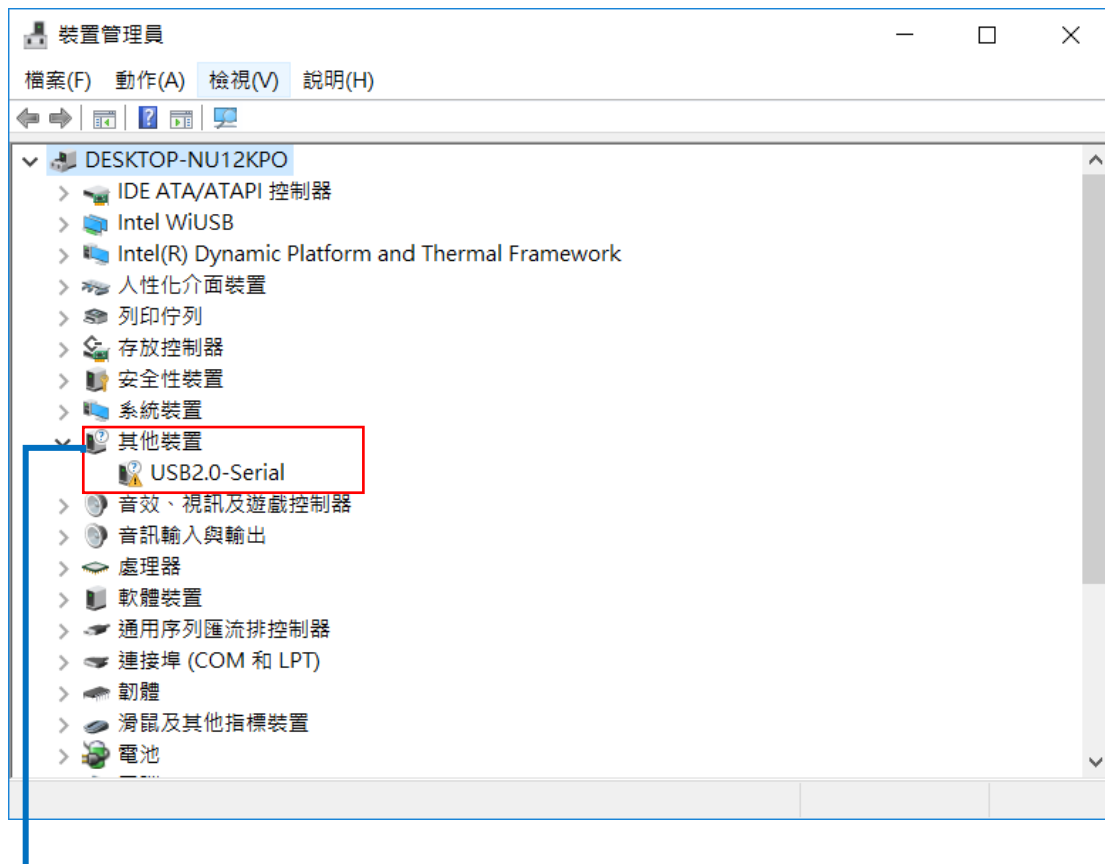 裝置管理員
檔案(F) 動作(A) 檢視(V) 說明(H)
DESKTOP-NU12KPO
IDE ATA/ATAPI 控制器
Intel WiUSB
Intel(R) Dynamic Platform and Thermal Framework
人性化介面裝置
列印佇列
存放控制器
安全性裝置
系統裝置
其他裝置
USB2.0-Serial
音效、視訊及遊戲控制器
音訊輸入與輸出
處理器
軟體裝置
通用序列匯流排控制器
連接埠 (COM 和 LPT)
韌體
滑鼠及其他指標裝置
電池